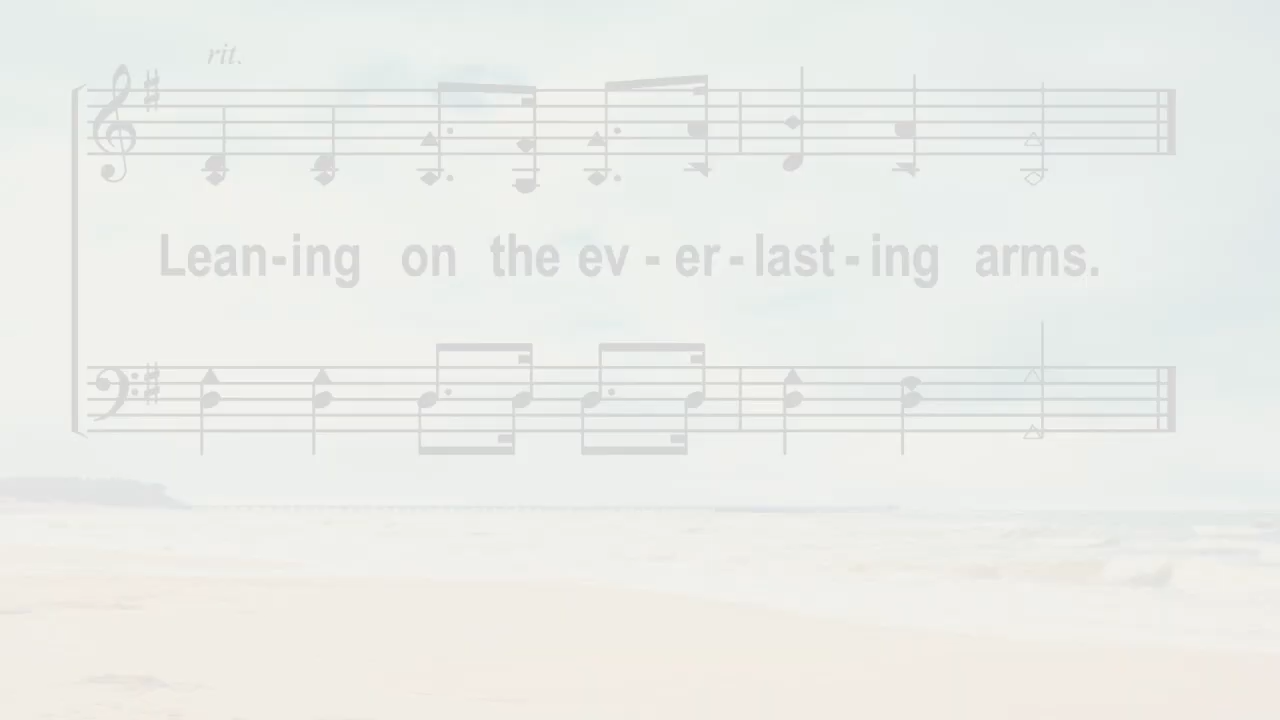 rit.
Lean-ing on the ev - er - last - ing arms.